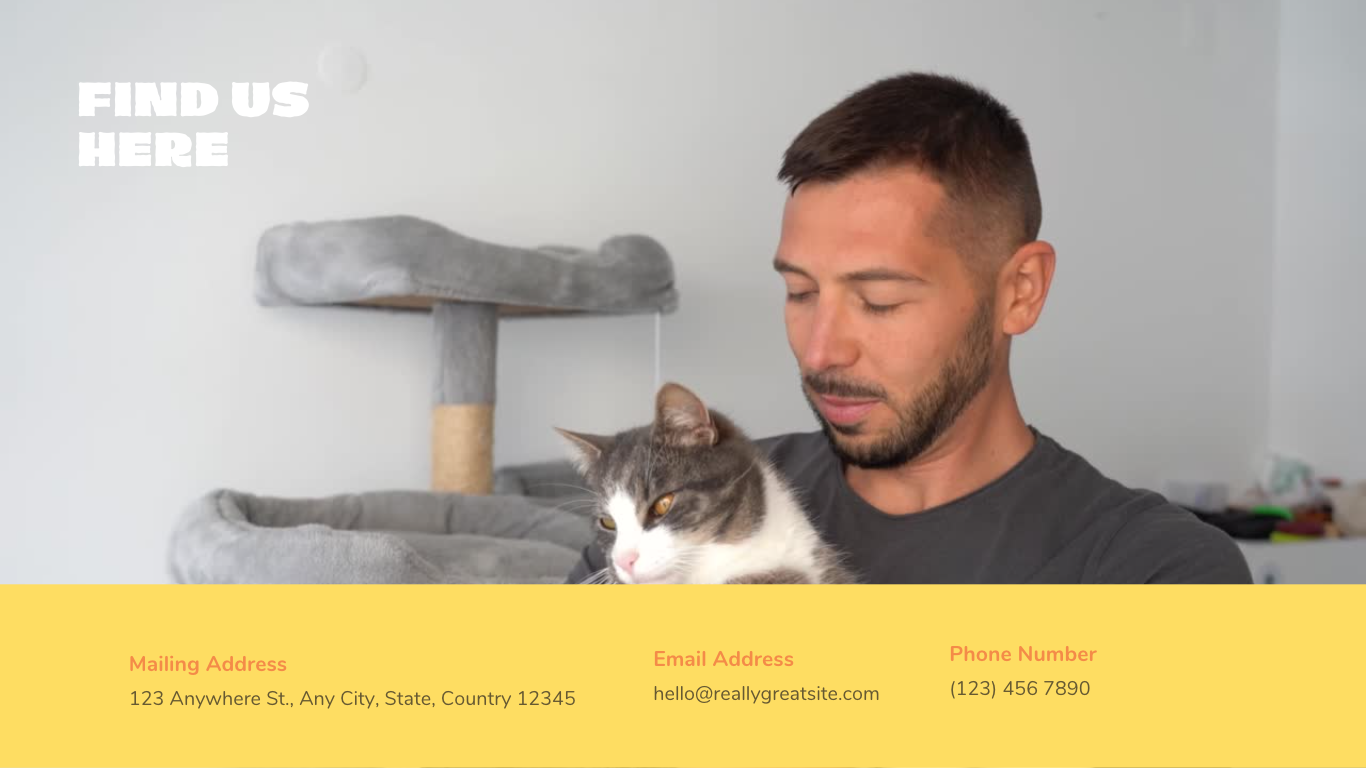 FIND US
HERE
Mailing Address
123 Anywhere St., Any City, State, Country 12345
Email Address
hello@reallygreatsite.com
Phone Number
(123) 456 7890